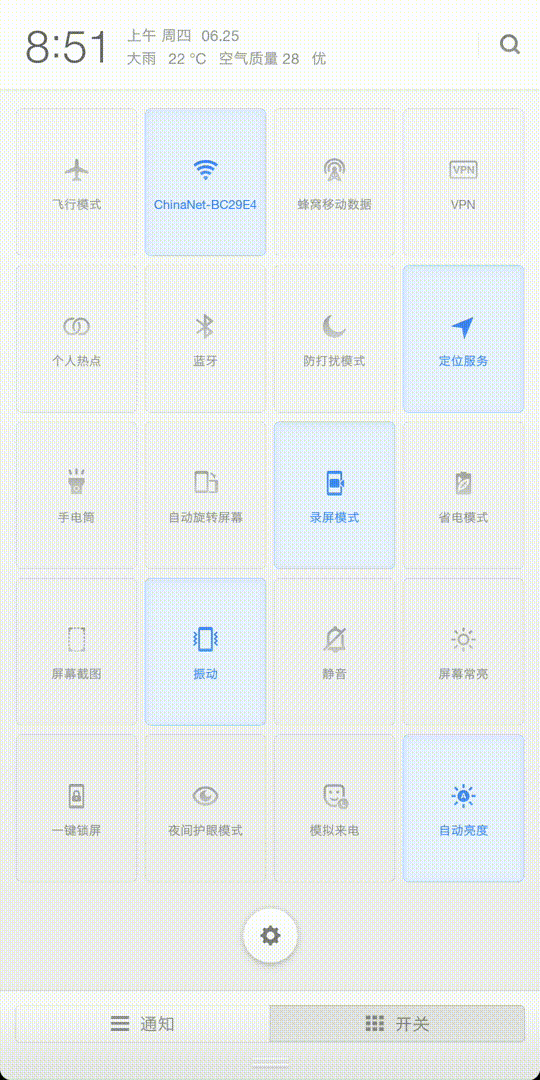 8:51
上午 周四 06.25
大雨 22 °C 空气质量 28 优
飞行模式
ChinaNet-BC29E4
蜂窝移动数据
VPN
VPN
个人热点
蓝牙
防打扰模式
定位服务
手电筒
自动旋转屏幕
录屏模式
省电模式
屏幕截图
振动
静音
屏幕常亮
一键锁屏
夜间护眼模式
模拟来电
A
自动亮度
通知
开关